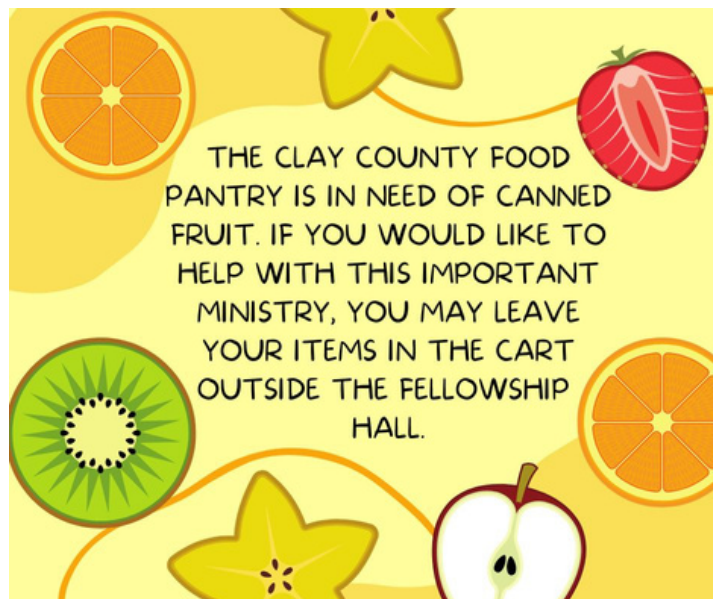 THE CLAY COUNTY FOOD
PANTRY IS IN NEED OF CANNED
FRUIT. IF YOU WOULD LIKE TO
HELP WITH THIS IMPORTANT
MINISTRY, YOU MAY LEAVE
YOUR ITEMS IN THE CART
OUTSIDE THE FELLOWSHIP
HALL.